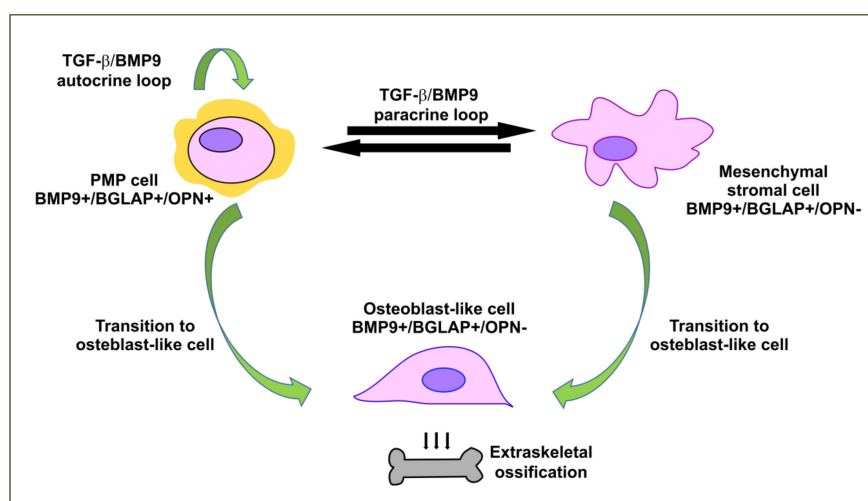 TGF-β/BMP9
autocrine loop
TGF-β/BMP9
paracrine loop
PMP cell
BMP9+/BGLAP+/OPN+
Mesenchymal
stromal cell
BMP9+/BGLAP+/OPN-
Transition to
osteblast-like cell
Osteoblast-like cell
BMP9+/BGLAP+/OPN-
Transition to
osteblast-like cell
Extraskeletal
ossification